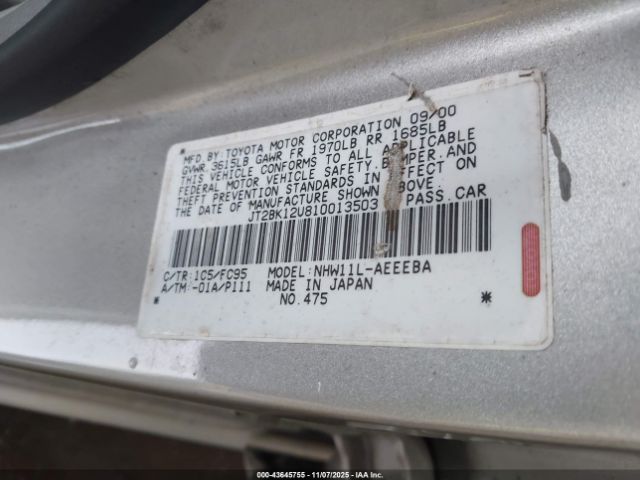 MFD.BY:TOYOTA MOTOR CORPORATION 09/00
GVWR 3615LB GAWR FR 1970LB RR 1685LB
THIS VEHICLE CONFORMS TO ALL APPLICABLE
FEDERAL MOTOR VEHICLE SAFETY,BUMPER,AND
THEFT PREVENTION STANDARDS IN ABOVE.
THE DATE OF MANUFACTURE SHOWN
*JT2BK12U810013503 PASS.CAR
C/TR:1C5/FC95 MODEL:NHW11L-AEEEBA
A/TM:-01A/P111 MADE IN JAPAN
* NO.475 *
000-43645755 - 11/07/2025 - IAA Inc.